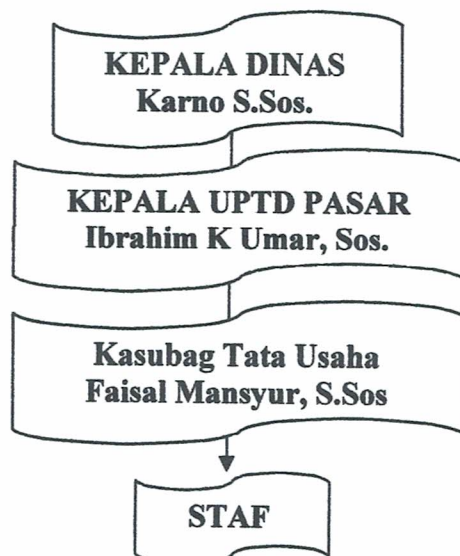 KEPALA DINAS
Karno S.Sos.
KEPALA UPTD PASAR
Ibrahim K Umar, Sos.
Kasubag Tata Usaha
Faisal Mansyur, S.Sos
STAF